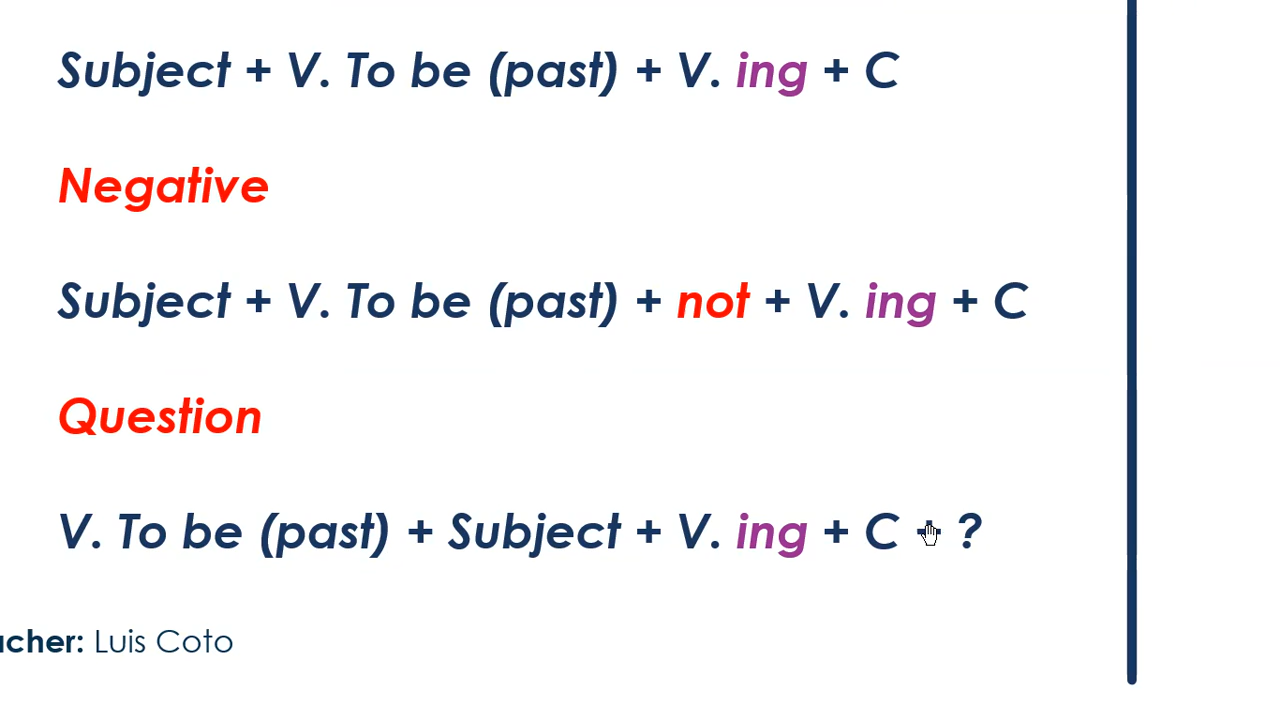 Subject + V. To be (past) + V. ing + C
Negative
Subject + V. To be (past) + not + V. ing + C
Question
V. To be (past) + Subject + V. ing + C + ?
acher: Luis Coto